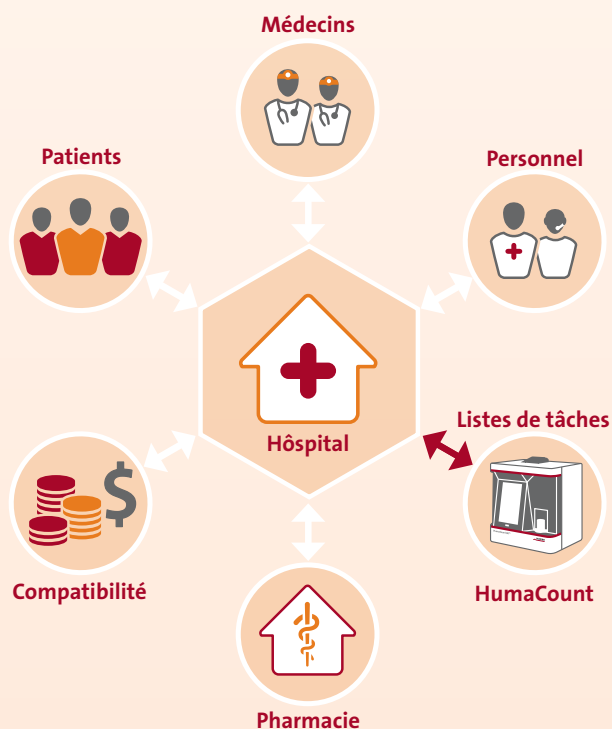 Médecins
Patients
Personnel
Hôspital
Listes de tâches
Compatibilité
HumaCount
Pharmacie